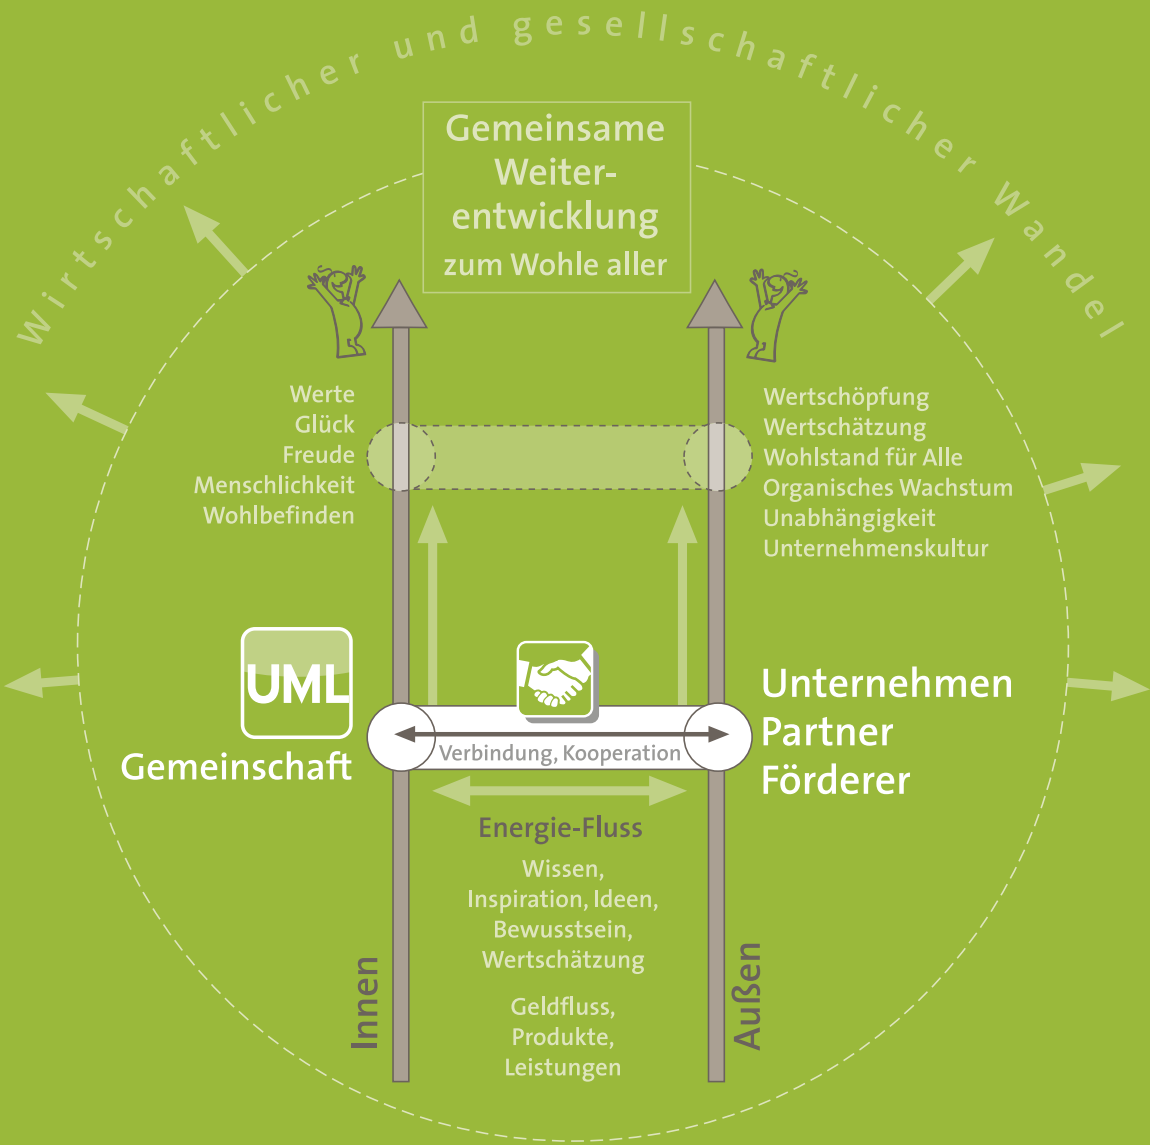 Wirtschaftlicher und gesellschaftlicher Wandel
Gemeinsame
Weiter-
entwicklung
zum Wohle aller
Werte
Glück
Freude
Menschlichkeit
Wohlbefinden
Wertschöpfung
Wertschätzung
Wohlstand für Alle
Organisches Wachstum
Unabhängigkeit
Unternehmenskultur
UML
Gemeinschaft
Unternehmen
Partner
Förderer
Verbindung, Kooperation
Energie-Fluss
Wissen,
Inspiration, Ideen,
Bewusstsein,
Wertschätzung
Geldfluss,
Produkte,
Leistungen
Innen
Außen